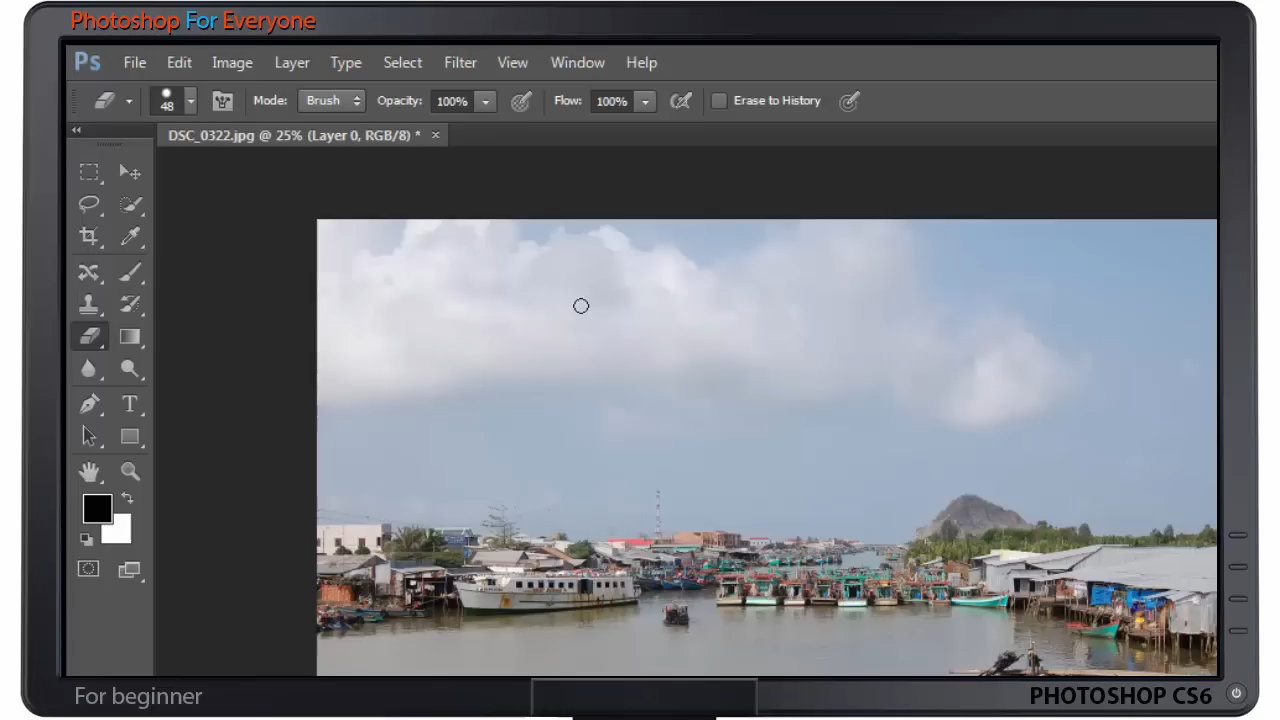 Photoshop For Everyone
Ps File Edit Image Layer Type Select Filter View Window Help
48 Mode: Brush Opacity: 100% Flow: 100% Erase to History
DSC_0322.jpg @ 25% (Layer 0, RGB/8) * ×
T
For beginner PHOTOSHOP CS6